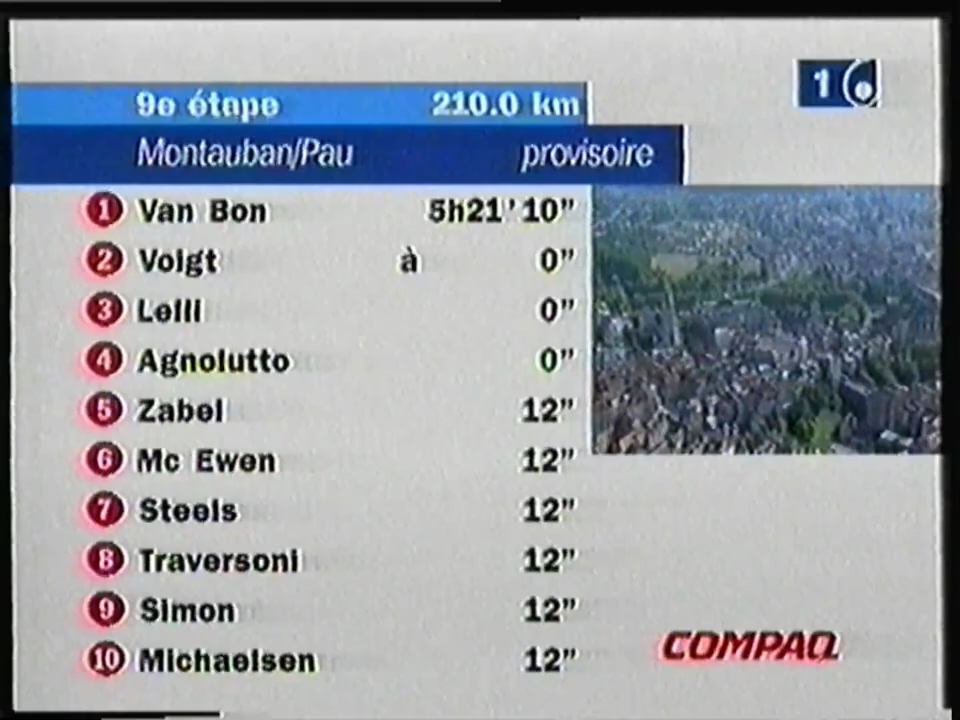 1
9e étape 210.0 km
Montauban/Pau provisoire
1 Van Bon 5h21'10"
2 Voigt à 0"
3 Lelli 0"
4 Agnolutto 0"
5 Zabel 12"
6 Mc Ewen 12"
7 Steels 12"
8 Traversoni 12"
9 Simon 12"
10 Michaelsen 12"
COMPAQ